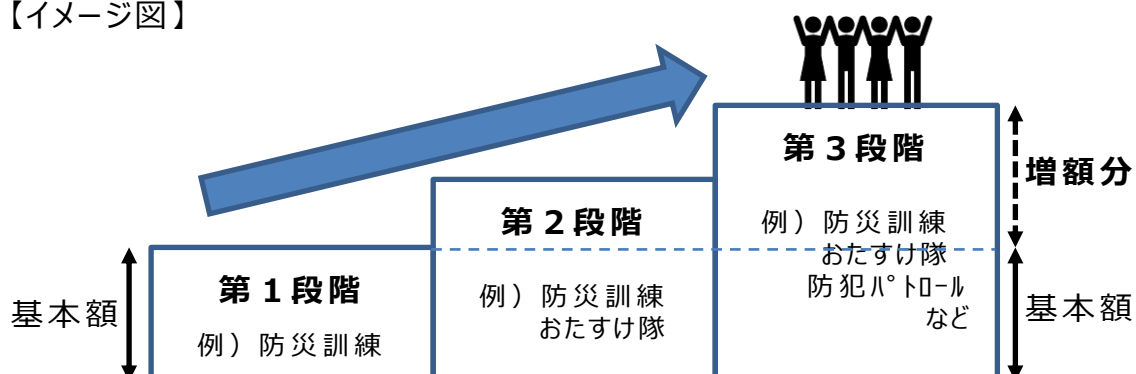 【イメージ図】
第３段階
例）防災訓練
おたすけ隊
防犯ﾊﾟﾄﾛｰﾙ
など
増額分
基本額
第２段階
例）防災訓練
おたすけ隊
第１段階
例）防災訓練
基本額